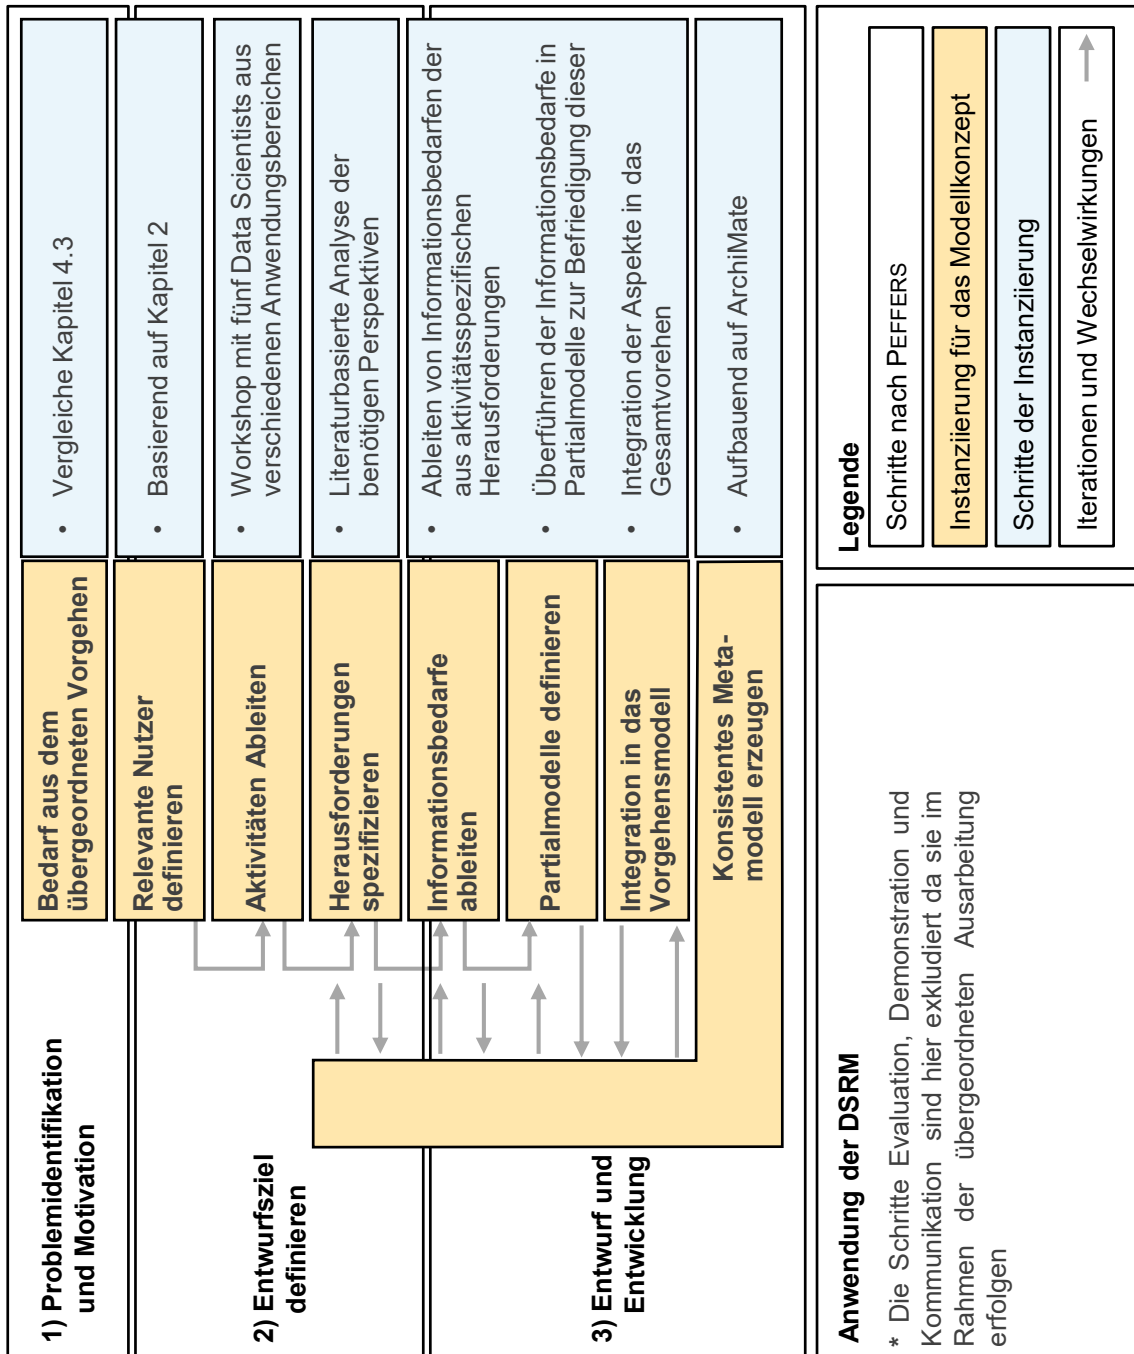 1) Problemidentifikation
und Motivation
Bedarf aus dem
übergeordneten Vorgehen
• Vergleiche Kapitel 4.3
2) Entwurfsziel
definieren
Relevante Nutzer
definieren
• Basierend auf Kapitel 2
Aktivitäten Ableiten
• Workshop mit fünf Data Scientists aus
verschiedenen Anwendungsbereichen
Herausforderungen
spezifizieren
• Literaturbasierte Analyse der
benötigen Perspektiven
3) Entwurf und
Entwicklung
Informationsbedarfe
ableiten
• Ableiten von Informationsbedarfen der
aus aktivitätsspezifischen
Herausforderungen
Partialmodelle definieren
• Überführen der Informationsbedarfe in
Partialmodelle zur Befriedigung dieser
Integration in das
Vorgehensmodell
• Integration der Aspekte in das
Gesamtvorehen
Konsistentes Meta-
modell erzeugen
• Aufbauend auf ArchiMate
Anwendung der DSRM
* Die Schritte Evaluation, Demonstration und
Kommunikation sind hier exkludiert da sie im
Rahmen der übergeordneten Ausarbeitung
erfolgen
Legende
Schritte nach PEFFERS
Instanziierung für das Modellkonzept
Schritte der Instanziierung
Iterationen und Wechselwirkungen